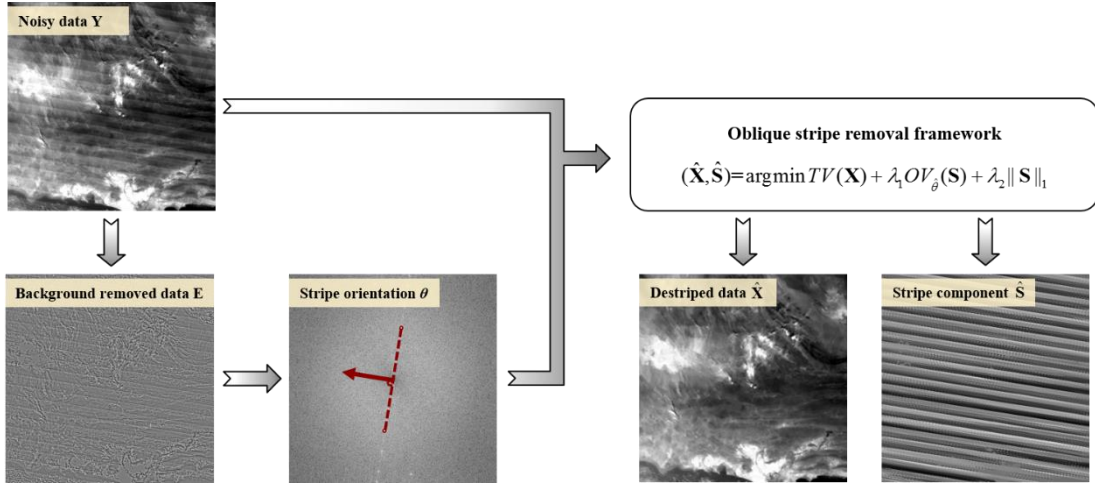 Noisy data Y
Oblique stripe removal framework
(X̂,Ŝ)=argmin TV(X) + λ₁OV_θ̂(S) + λ₂|| S ||₁
Background removed data E
Stripe orientation θ
Destriped data X̂
Stripe component Ŝ